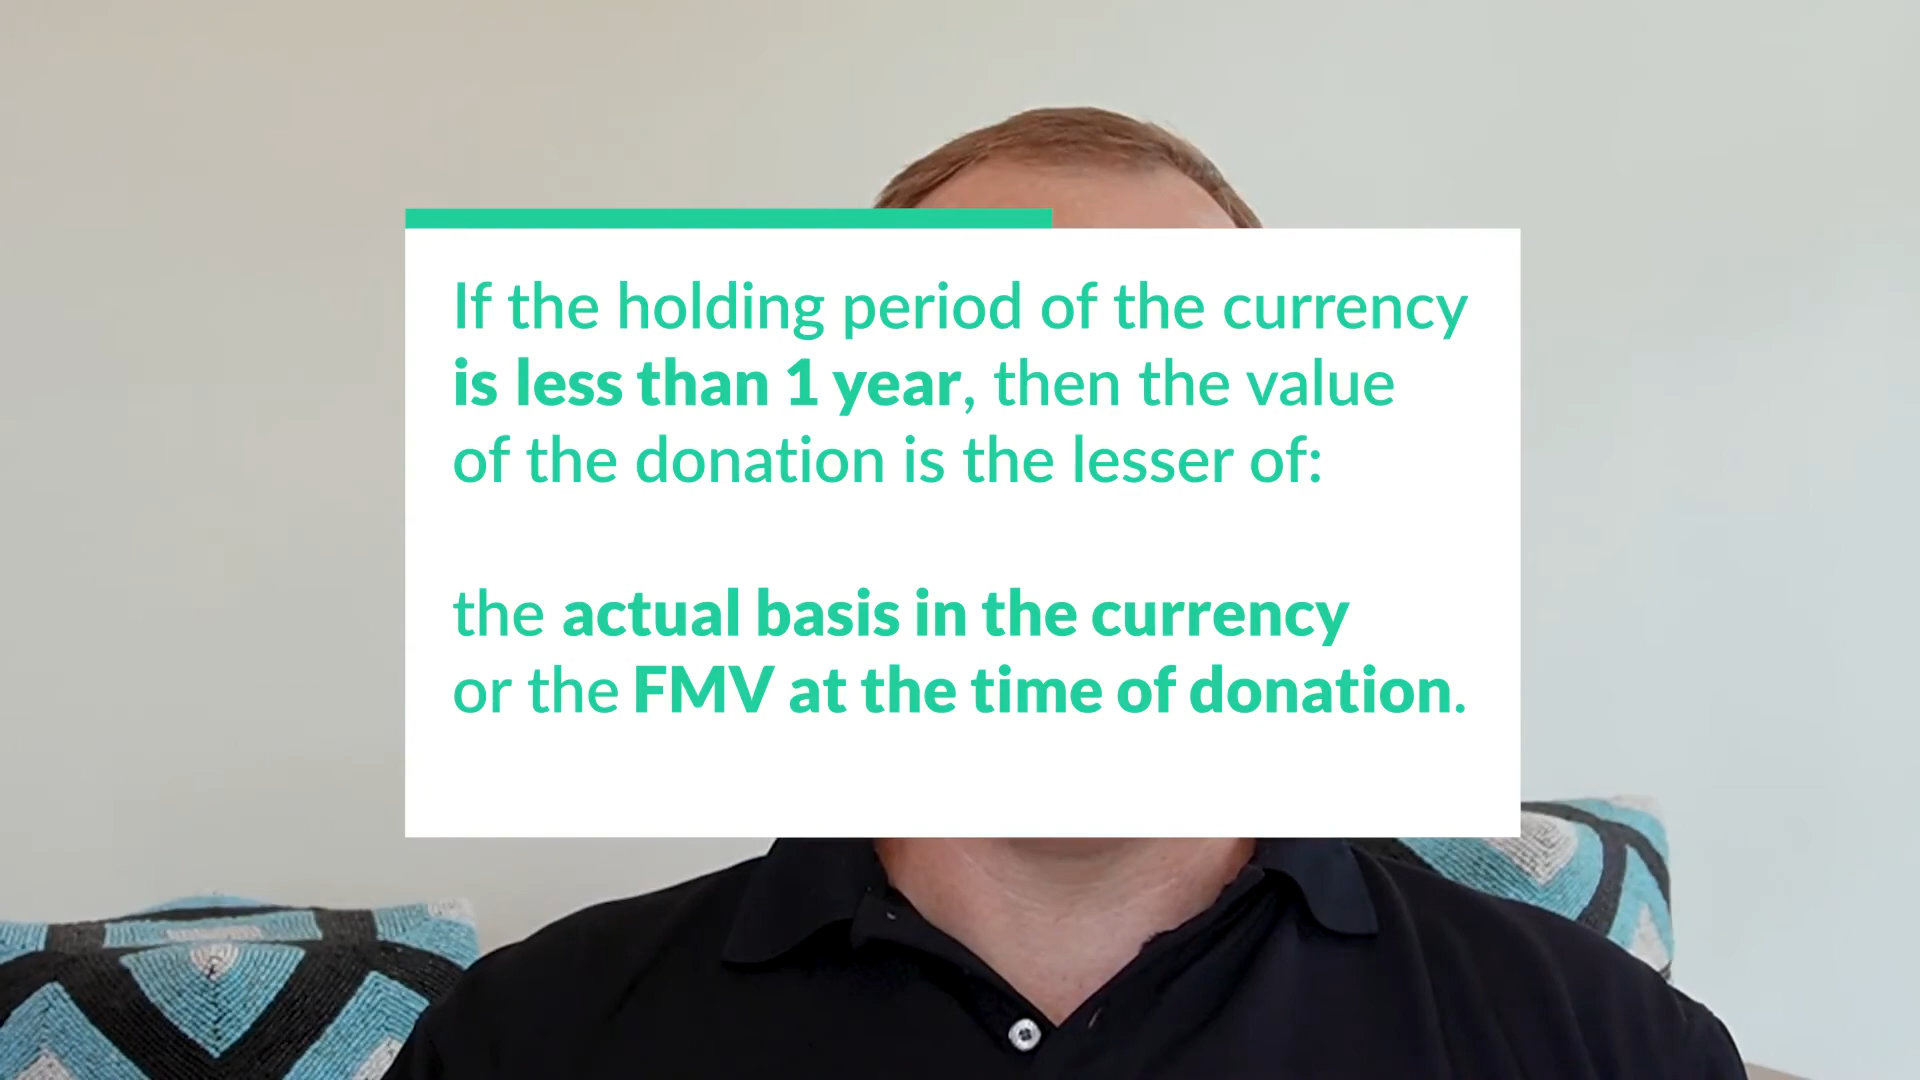 If the holding period of the currency
is less than 1 year, then the value
of the donation is the lesser of:
the actual basis in the currency
or the FMV at the time of donation.